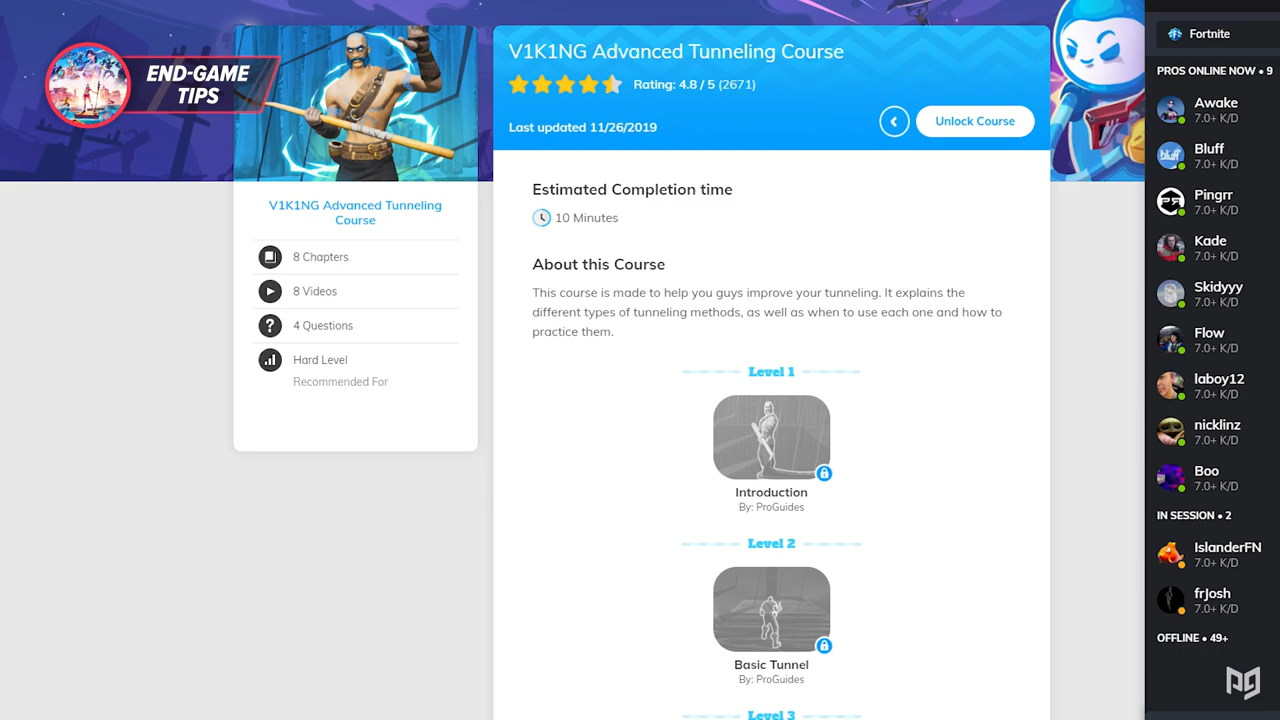 END-GAME
TIPS
V1K1NG Advanced Tunneling
Course
8 Chapters
8 Videos
4 Questions
Hard Level
Recommended For
V1K1NG Advanced Tunneling Course
Rating: 4.8 / 5 (2671)
Last updated 11/26/2019
Unlock Course
Estimated Completion time
10 Minutes
About this Course
This course is made to help you guys improve your tunneling. It explains the
different types of tunneling methods, as well as when to use each one and how to
practice them.
Level 1
Introduction
By: ProGuides
Level 2
Basic Tunnel
By: ProGuides
Level 3
Fortnite
PROS ONLINE NOW • 9
Awake
7.0+ K/D
Bluff
7.0+ K/D
Pingrr
7.0+ K/D
Kade
7.0+ K/D
Skidyyy
7.0+ K/D
Flow
7.0+ K/D
laboy12
7.0+ K/D
nicklinz
7.0+ K/D
Boo
7.0+ K/D
IN SESSION • 2
IslanderFN
7.0+ K/D
frJosh
7.0+ K/D
OFFLINE • 49+